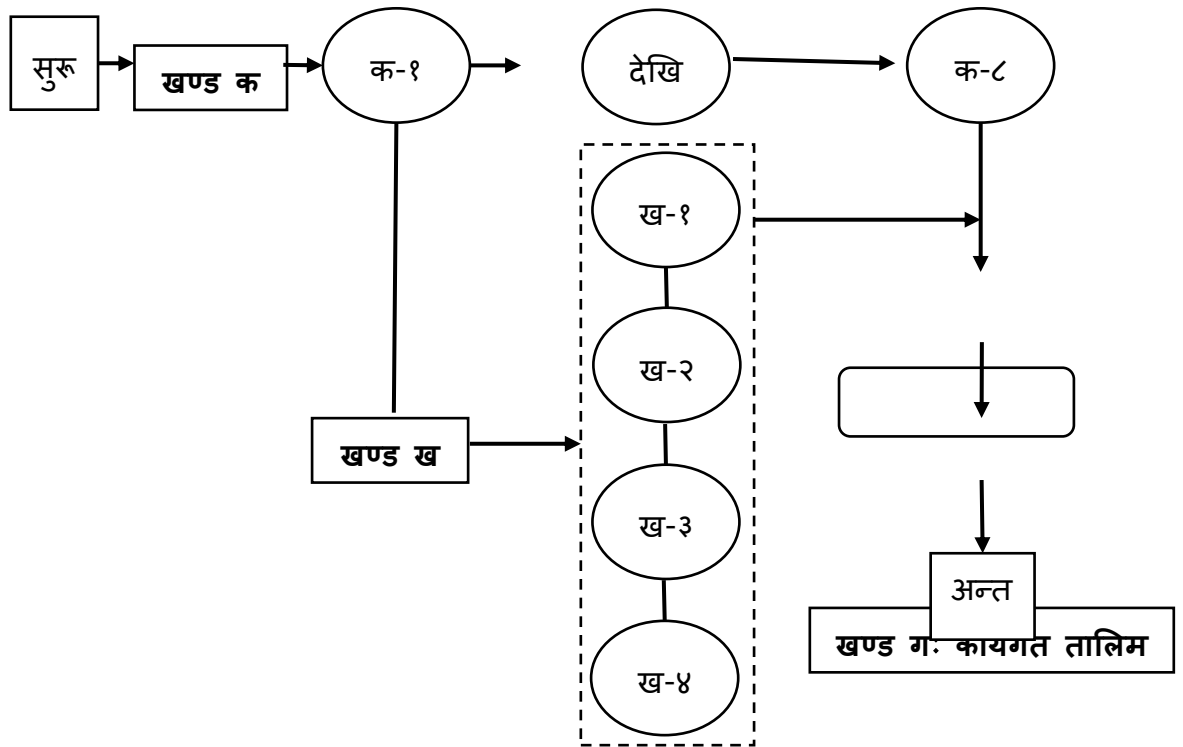 सुरू
खण्ड क
क-१
देखि
क-८
ख-१
ख-२
खण्ड ख
ख-३
ख-४
अन्त
खण्ड गः कार्यगत तालिम